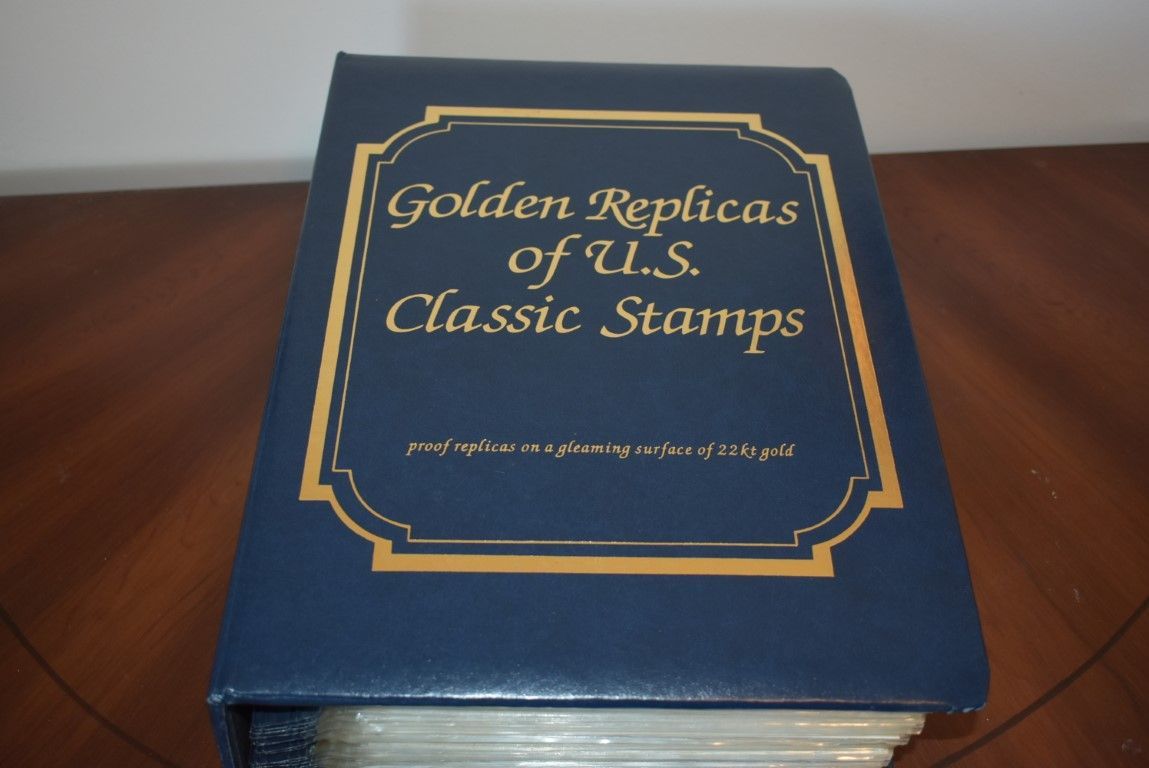 Golden Replicas
of U.S.
Classic Stamps
proof replicas on a gleaming surface of 22kt gold